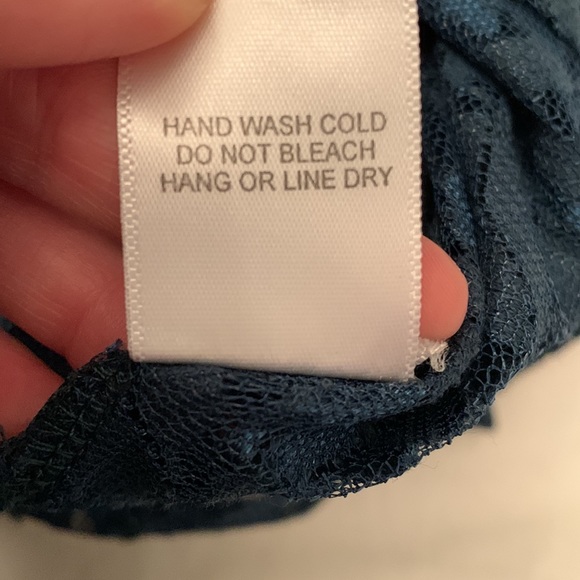 HAND WASH COLD
DO NOT BLEACH
HANG OR LINE DRY